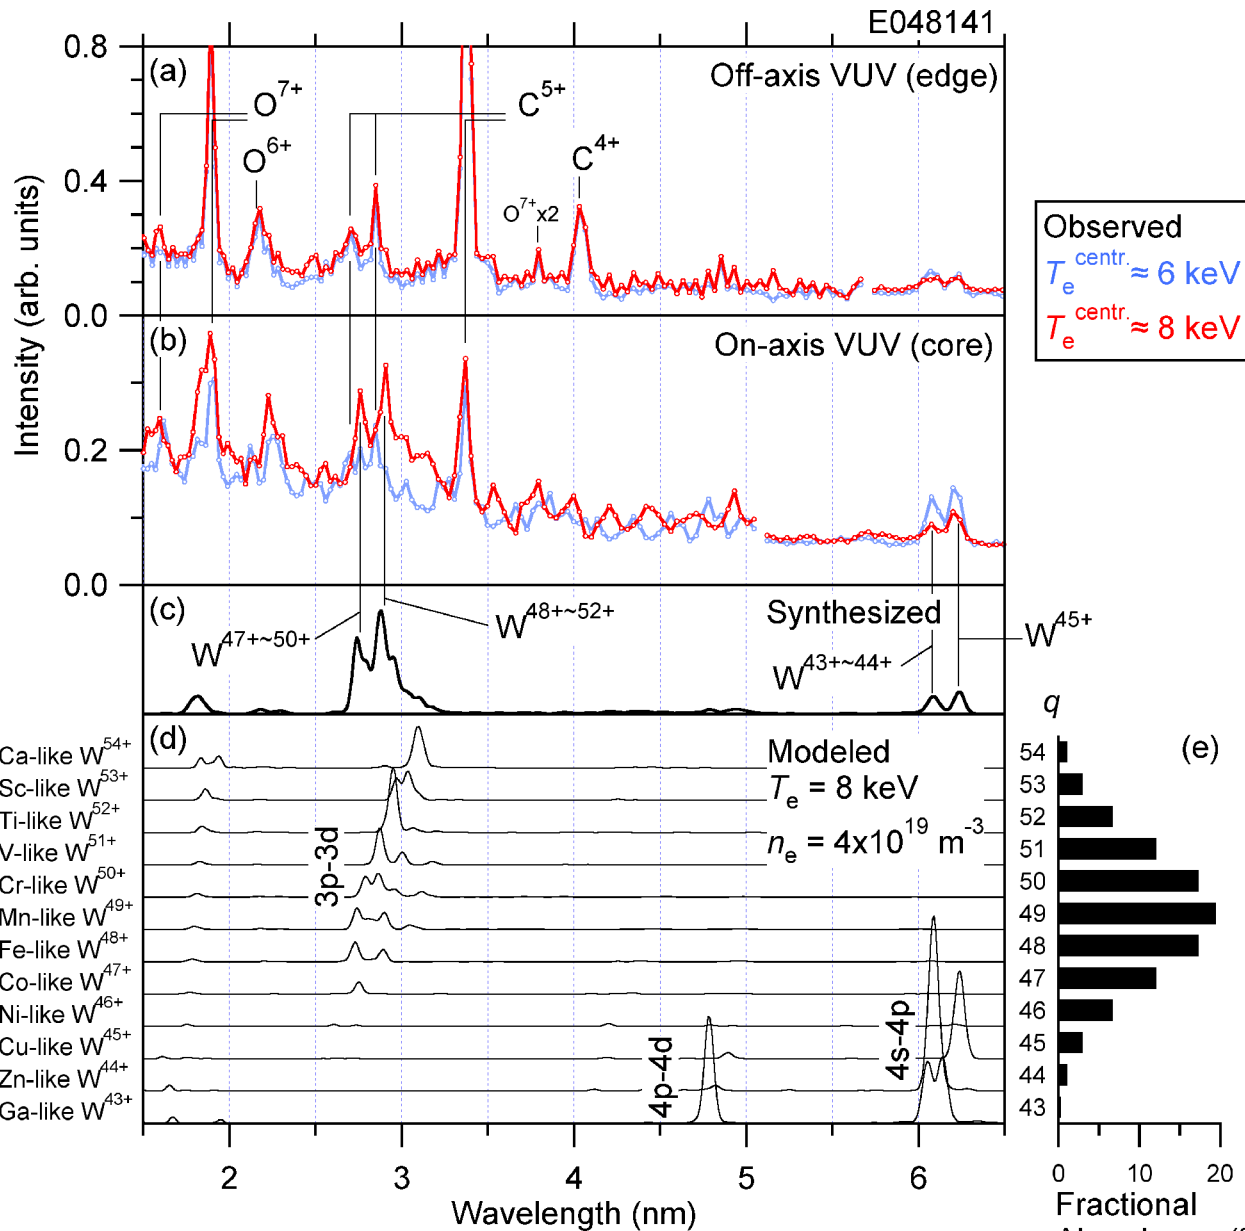 E048141
(a)
Off-axis VUV (edge)
O7+
O6+
C5+
C4+
O7+x2
0.8
0.4
0.0
Intensity (arb. units)
Observed
Te centr. ≈ 6 keV
Te centr. ≈ 8 keV
(b)
On-axis VUV (core)
0.2
0.0
(c)
Synthesized
W47+~50+
W48+~52+
W43+~44+
W45+
q
(d)
Modeled
Te = 8 keV
ne = 4x10^19 m^-3
3p-3d
4p-4d
4s-4p
Ca-like W54+
Sc-like W53+
Ti-like W52+
V-like W51+
Cr-like W50+
Mn-like W49+
Fe-like W48+
Co-like W47+
Ni-like W46+
Cu-like W45+
Zn-like W44+
Ga-like W43+
2 3 4 5 6
Wavelength (nm)
(e)
54
53
52
51
50
49
48
47
46
45
44
43
0 10 20
Fractional